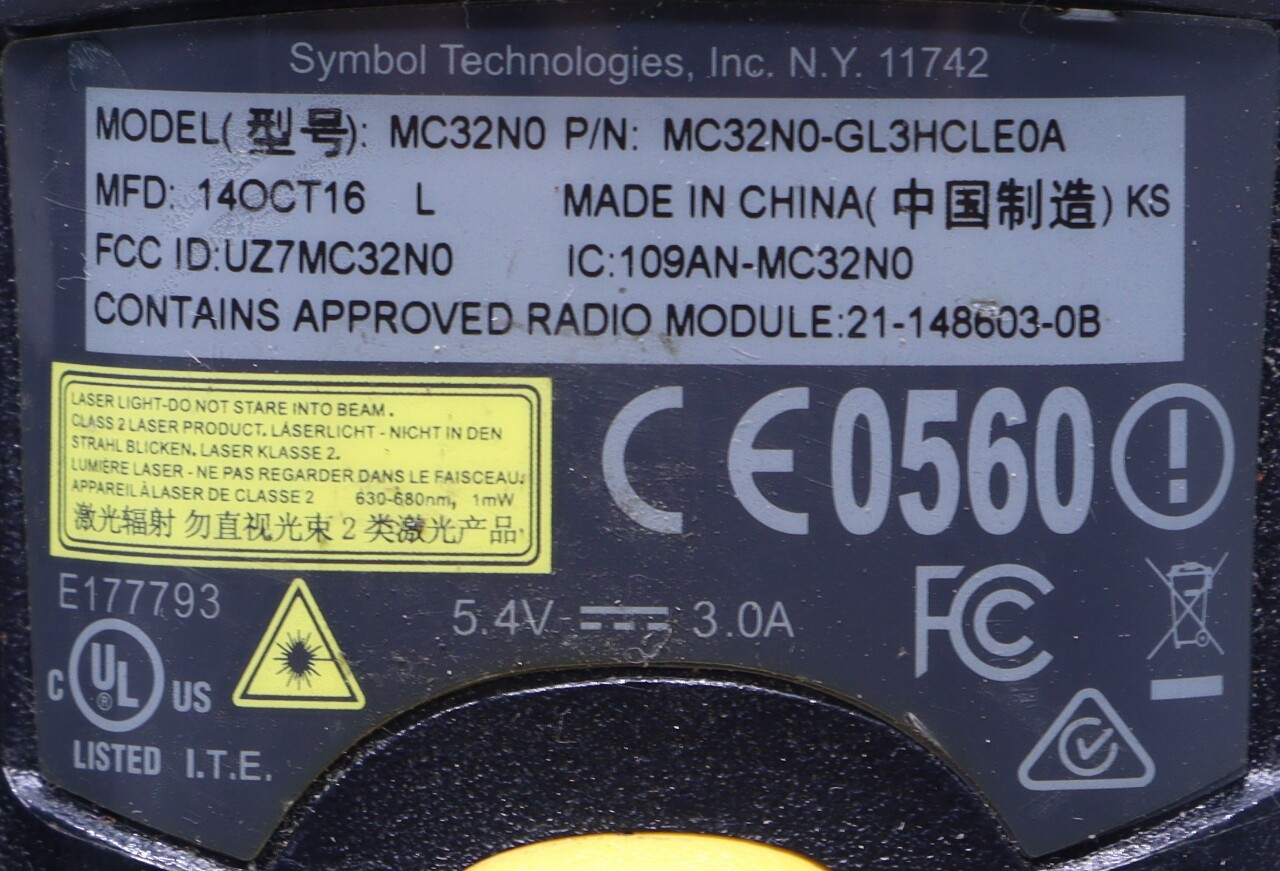 Symbol Technologies, Inc. N.Y. 11742
MODEL(型号): MC32N0 P/N: MC32N0-GL3HCLE0A
MFD: 14OCT16 L MADE IN CHINA(中国制造) KS
FCC ID:UZ7MC32N0 IC:109AN-MC32N0
CONTAINS APPROVED RADIO MODULE:21-148603-0B
LASER LIGHT-DO NOT STARE INTO BEAM.
CLASS 2 LASER PRODUCT. LASERLICHT - NICHT IN DEN
STRAHL BLICKEN. LASER KLASSE 2.
LUMIERE LASER - NE PAS REGARDER DANS LE FAISCEAU.
APPAREIL À LASER DE CLASSE 2 630-680nm, 1mW
激光辐射 勿直视光束 2 类激光产品
CE0560 !
E177793
5.4V 3.0A
FC
C UL ® US
LISTED I.T.E.